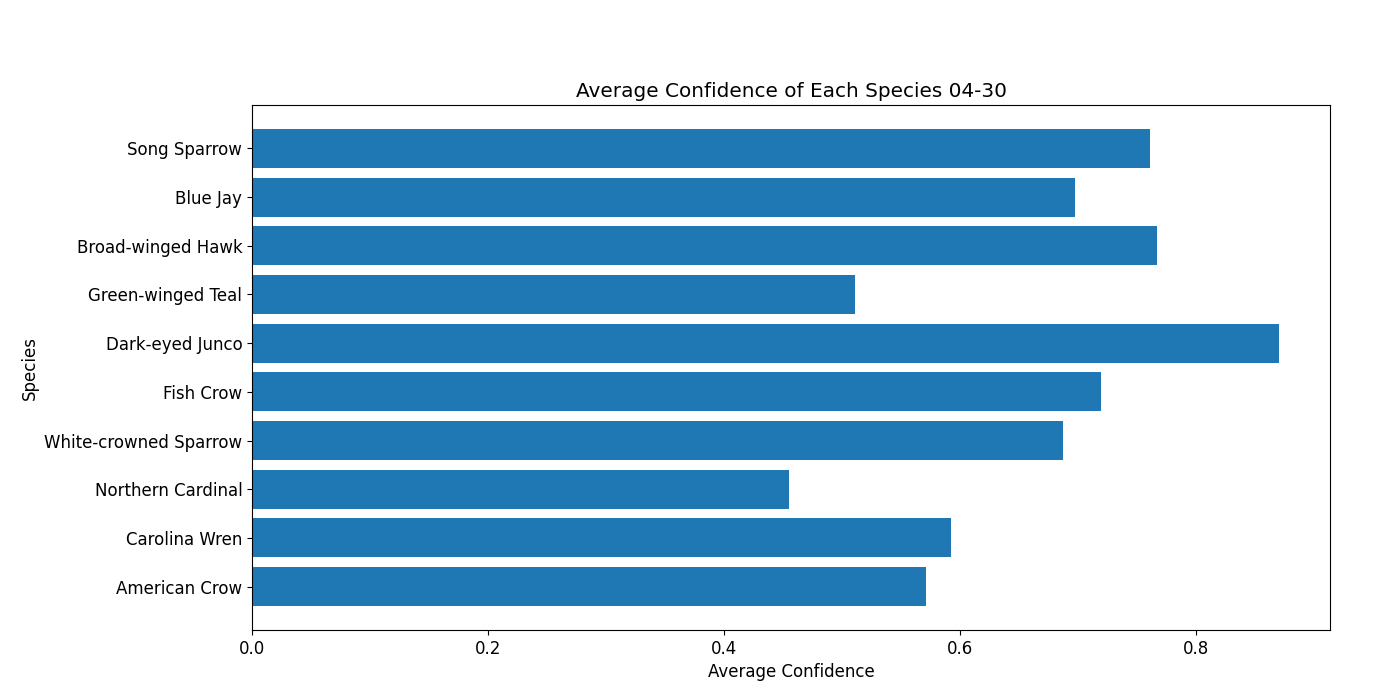 Average Confidence of Each Species 04-30
Song Sparrow
Blue Jay
Broad-winged Hawk
Green-winged Teal
Dark-eyed Junco
Fish Crow
White-crowned Sparrow
Northern Cardinal
Carolina Wren
American Crow
Species
0.0 0.2 0.4 0.6 0.8
Average Confidence